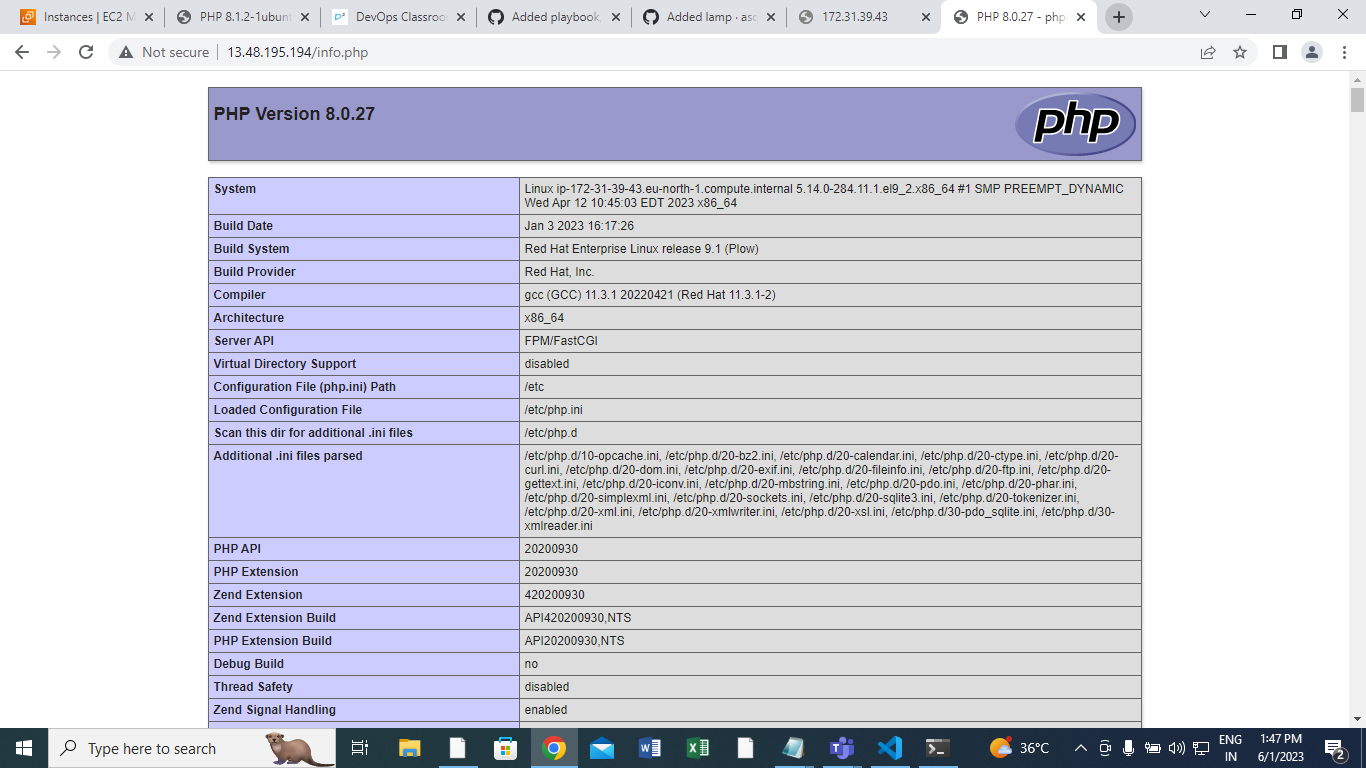 Instances | EC2 M
PHP 8.1.2-1ubunt
DevOps Classroo
Added playbook,
Added lamp · aso
172.31.39.43
PHP 8.0.27 - php
Not secure
13.48.195.194/info.php
PHP Version 8.0.27
php
System
Linux ip-172-31-39-43.eu-north-1.compute.internal 5.14.0-284.11.1.el9_2.x86_64 #1 SMP PREEMPT_DYNAMIC
Wed Apr 12 10:45:03 EDT 2023 x86_64
Build Date
Jan 3 2023 16:17:26
Build System
Red Hat Enterprise Linux release 9.1 (Plow)
Build Provider
Red Hat, Inc.
Compiler
gcc (GCC) 11.3.1 20220421 (Red Hat 11.3.1-2)
Architecture
x86_64
Server API
FPM/FastCGI
Virtual Directory Support
disabled
Configuration File (php.ini) Path
/etc
Loaded Configuration File
/etc/php.ini
Scan this dir for additional .ini files
/etc/php.d
Additional .ini files parsed
/etc/php.d/10-opcache.ini, /etc/php.d/20-bz2.ini, /etc/php.d/20-calendar.ini, /etc/php.d/20-ctype.ini, /etc/php.d/20-
curl.ini, /etc/php.d/20-dom.ini, /etc/php.d/20-exif.ini, /etc/php.d/20-fileinfo.ini, /etc/php.d/20-ftp.ini, /etc/php.d/20-
gettext.ini, /etc/php.d/20-iconv.ini, /etc/php.d/20-mbstring.ini, /etc/php.d/20-pdo.ini, /etc/php.d/20-phar.ini,
/etc/php.d/20-simplexml.ini, /etc/php.d/20-sockets.ini, /etc/php.d/20-sqlite3.ini, /etc/php.d/20-tokenizer.ini,
/etc/php.d/20-xml.ini, /etc/php.d/20-xmlwriter.ini, /etc/php.d/20-xsl.ini, /etc/php.d/30-pdo_sqlite.ini, /etc/php.d/30-
xmlreader.ini
PHP API
20200930
PHP Extension
20200930
Zend Extension
420200930
Zend Extension Build
API420200930,NTS
PHP Extension Build
API20200930,NTS
Debug Build
no
Thread Safety
disabled
Zend Signal Handling
enabled
Type here to search
36°C
ENG
IN
1:47 PM
6/1/2023
2